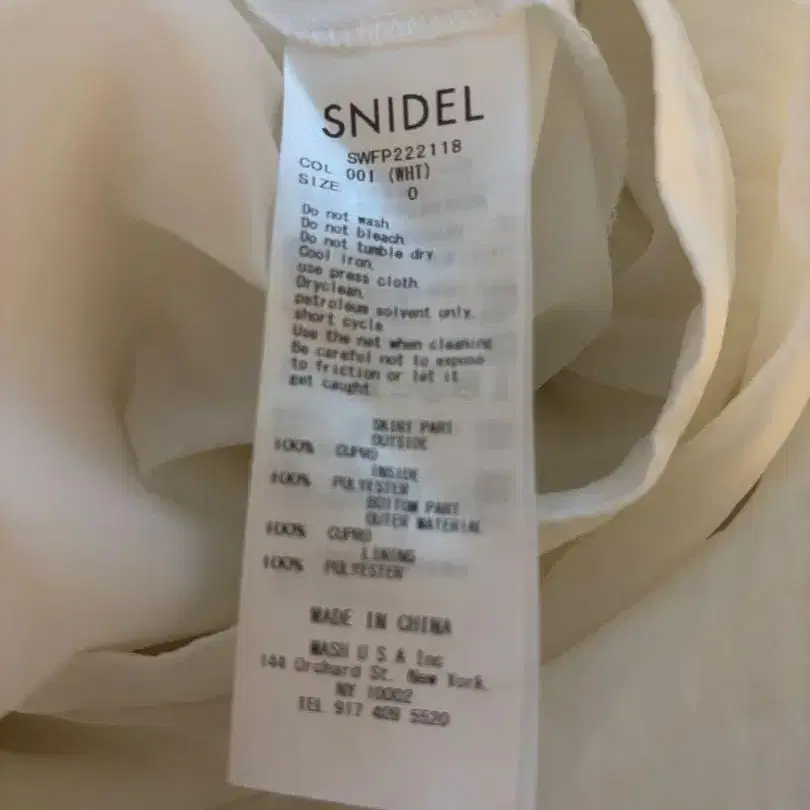 SNIDEL
SWFP222118
COL 001 (WHT)
SIZE 0
Do not wash.
Do not bleach.
Do not tumble dry.
Cool iron.
use press cloth.
Dryclean.
petroleum solvent only.
short cycle
Use the net when cleaning
Be careful not to expose
to friction or let it
get caught.
SKIRT PART
OUTSIDE
100% CUPRO
INSIDE
100% POLYESTER
BOTTOM PART
OUTER MATERIAL
100% CUPRO
LINING
100% POLYESTER
MADE IN CHINA
MASH U S A Inc
144 Orchard St. New York.
NY 10002
TEL 917 409 5520